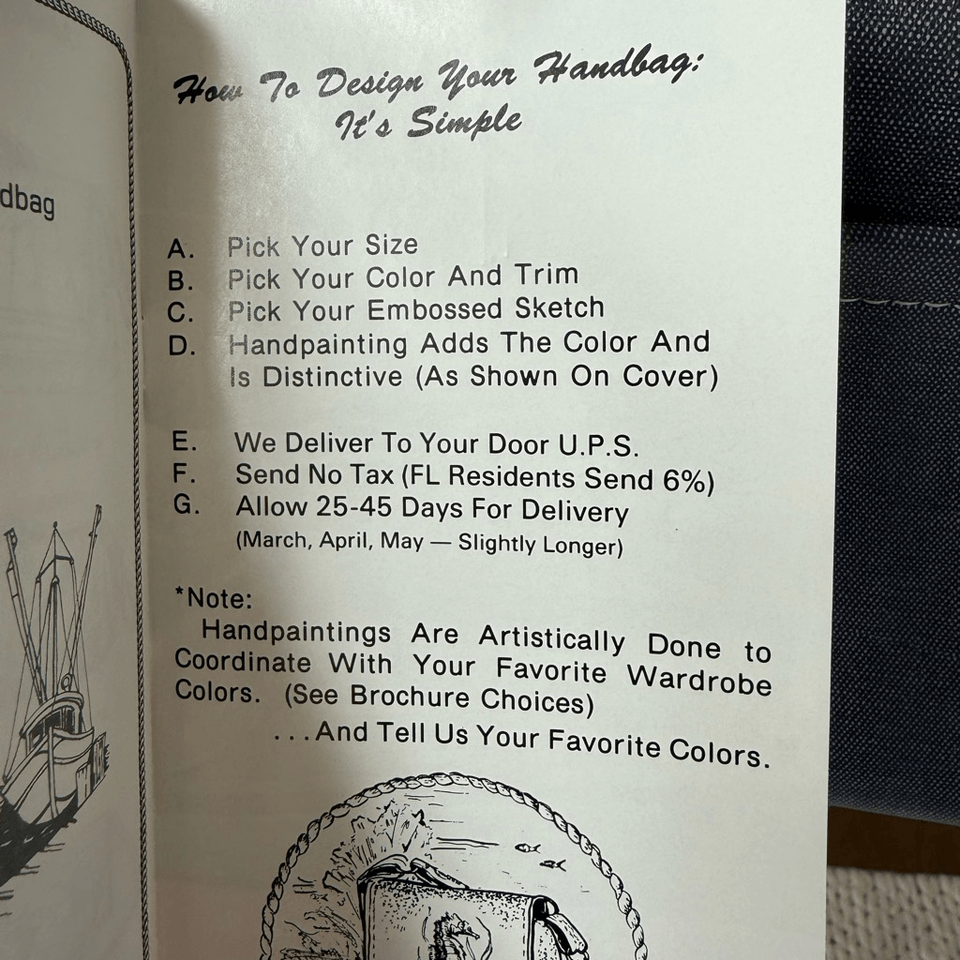 dbag
How To Design Your Handbag:
It's Simple
A. Pick Your Size
B. Pick Your Color And Trim
C. Pick Your Embossed Sketch
D. Handpainting Adds The Color And
Is Distinctive (As Shown On Cover)
E. We Deliver To Your Door U.P.S.
F. Send No Tax (FL Residents Send 6%)
G. Allow 25-45 Days For Delivery
(March, April, May — Slightly Longer)
*Note:
Handpaintings Are Artistically Done to
Coordinate With Your Favorite Wardrobe
Colors. (See Brochure Choices)
...And Tell Us Your Favorite Colors.